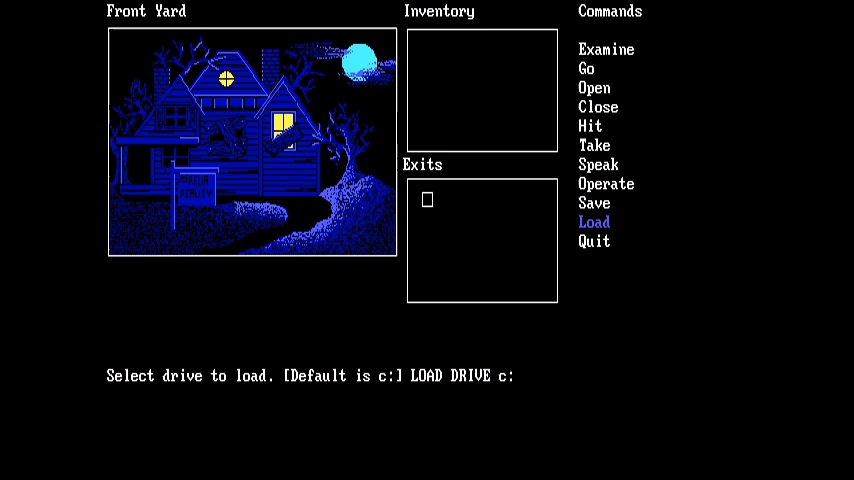 Front Yard
Inventory
Commands
Examine
Go
Open
Close
Hit
Take
Speak
Exits
Operate
Save
Load
Quit
Select drive to load. [Default is c:] LOAD DRIVE c: